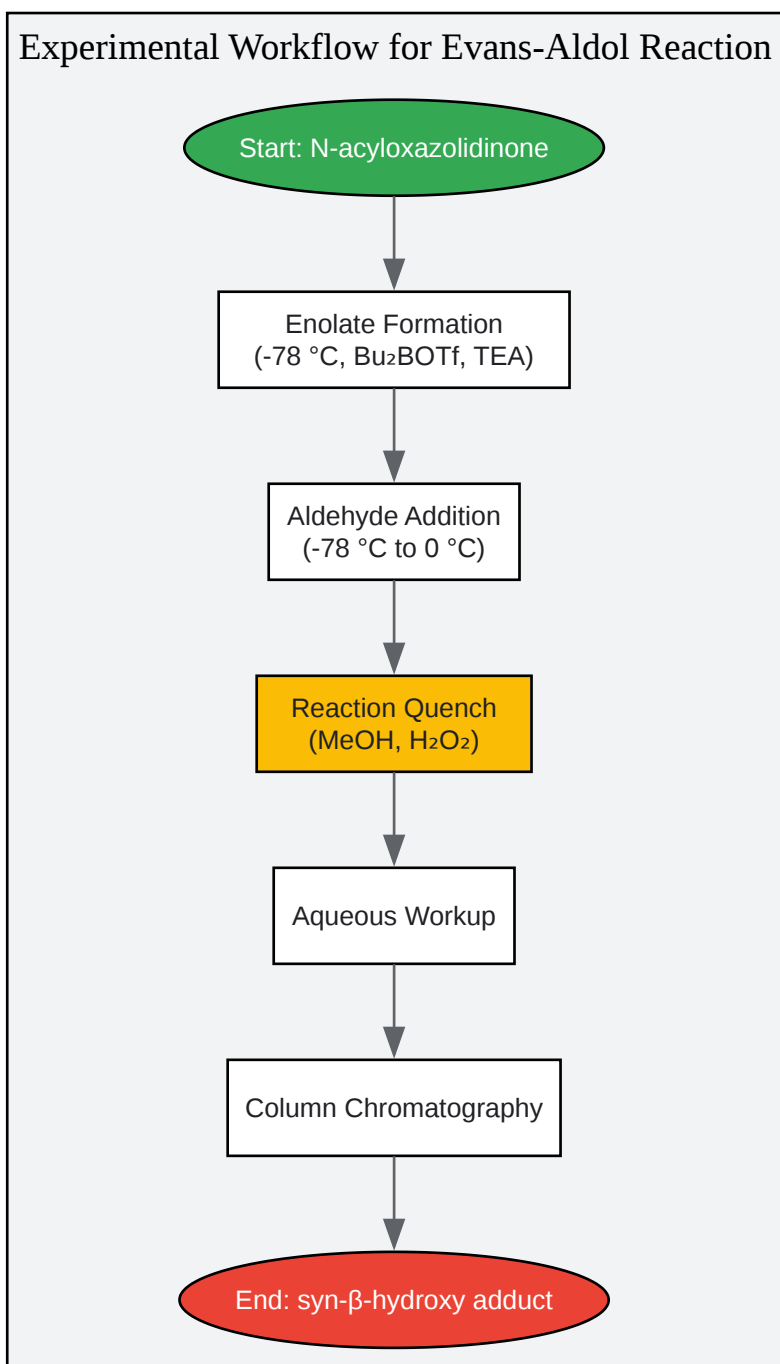 Experimental Workflow for Evans-Aldol Reaction
Start: N-acyloxazolidinone
Enolate Formation
(-78 °C, Bu₂BOTf, TEA)
Aldehyde Addition
(-78 °C to 0 °C)
Reaction Quench
(MeOH, H₂O₂)
Aqueous Workup
Column Chromatography
End: syn-β-hydroxy adduct